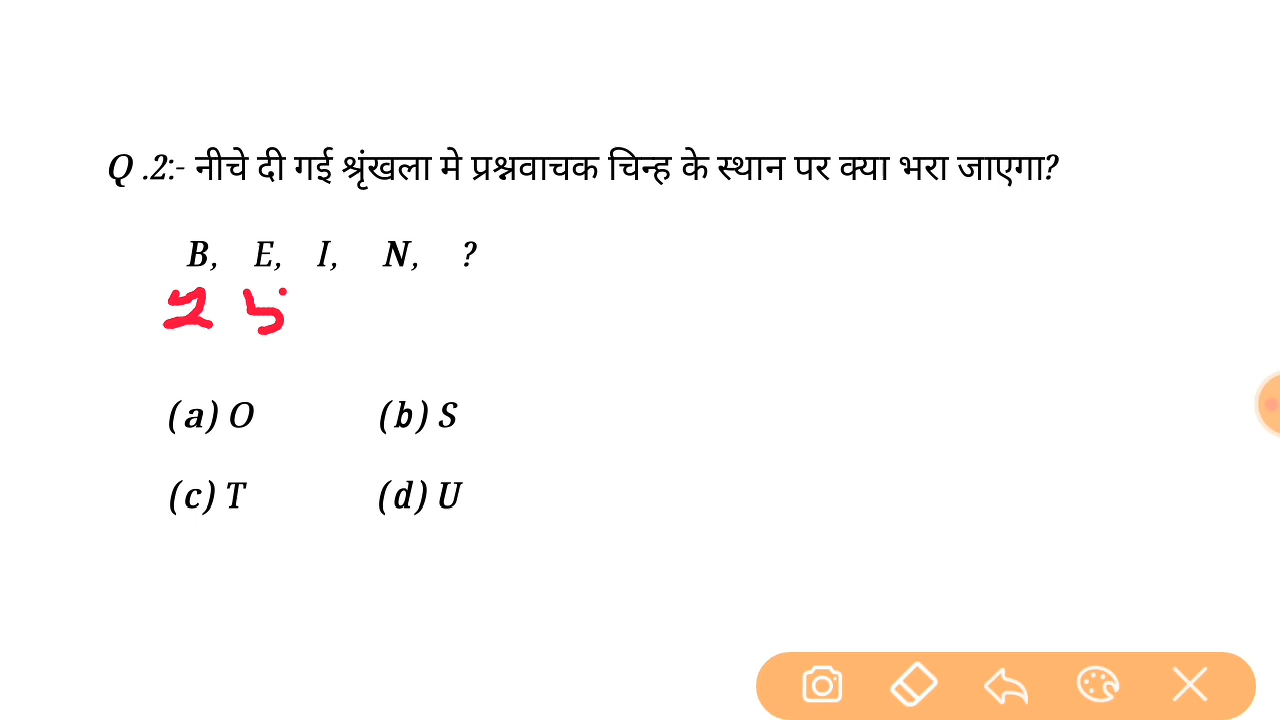 Q .2:- नीचे दी गई श्रृंखला मे प्रश्नवाचक चिन्ह के स्थान पर क्या भरा जाएगा?
B, E, I, N, ?
2 5
(a) O (b) S
(c) T (d) U